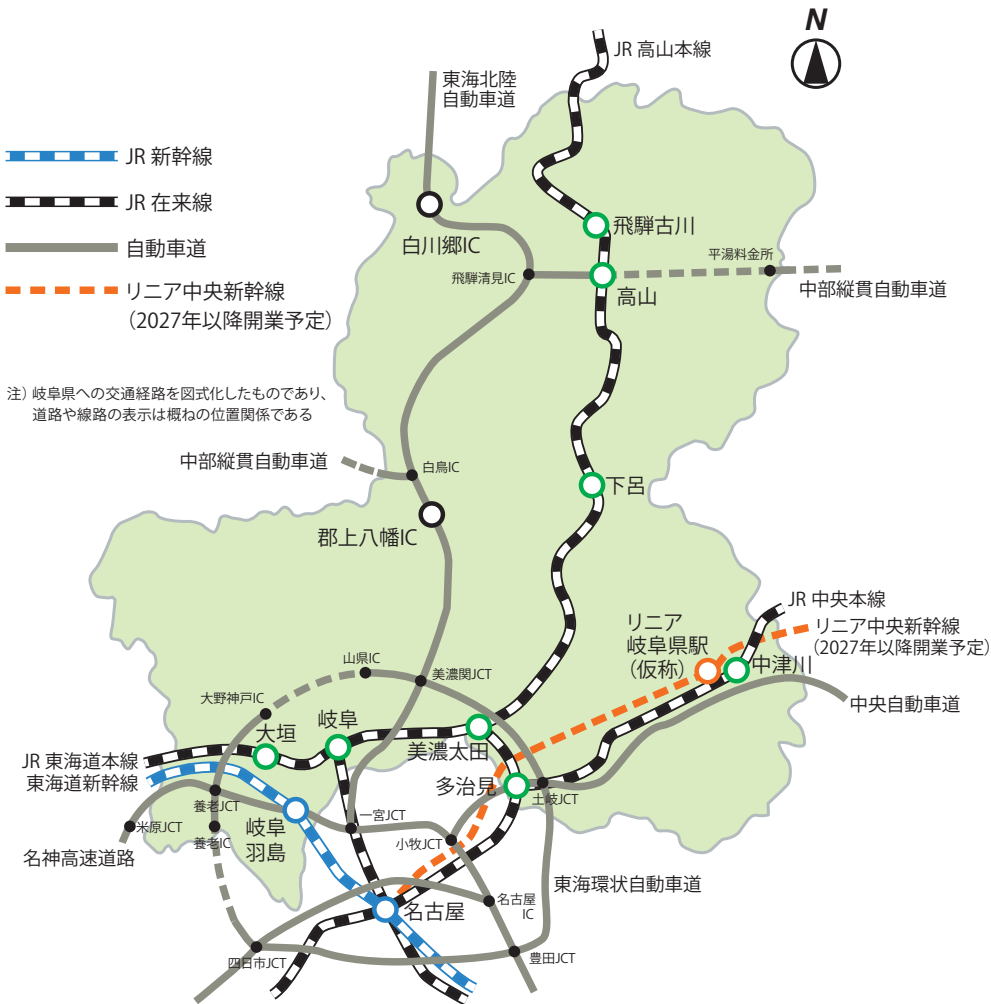 N
JR 高山本線
東海北陸
自動車道
JR 新幹線
JR 在来線
自動車道
リニア中央新幹線
（2027年以降開業予定）
注）岐阜県への交通経路を図式化したものであり、
道路や線路の表示は概ねの位置関係である
白川郷IC
飛騨古川
飛騨清見IC
高山
平湯料金所
中部縦貫自動車道
中部縦貫自動車道
白鳥IC
下呂
郡上八幡IC
JR 中央本線
リニア中央新幹線
（2027年以降開業予定）
リニア
岐阜県駅
（仮称）
中津川
中央自動車道
山県IC
美濃関JCT
大野神戸IC
大垣
岐阜
美濃太田
多治見
土岐JCT
JR 東海道本線
東海道新幹線
養老JCT
米原JCT
養老IC
名神高速道路
岐阜
羽島
一宮JCT
小牧JCT
東海環状自動車道
名古屋
名古屋
IC
四日市JCT
豊田JCT